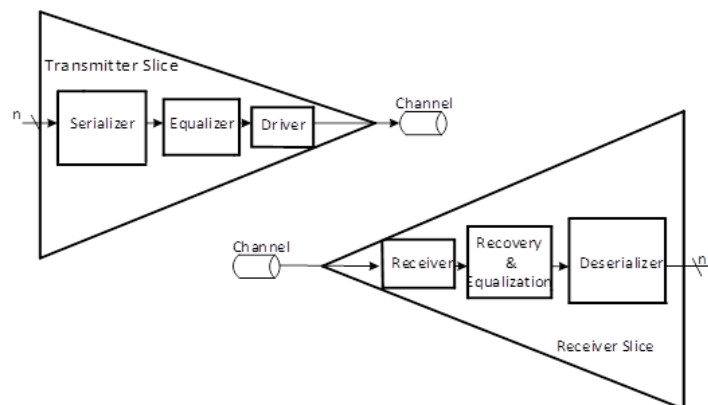 Transmitter Slice
n
Serializer
Equalizer
Driver
Channel
Channel
Receiver
Recovery
&
Equalization
Deserializer
n
Receiver Slice